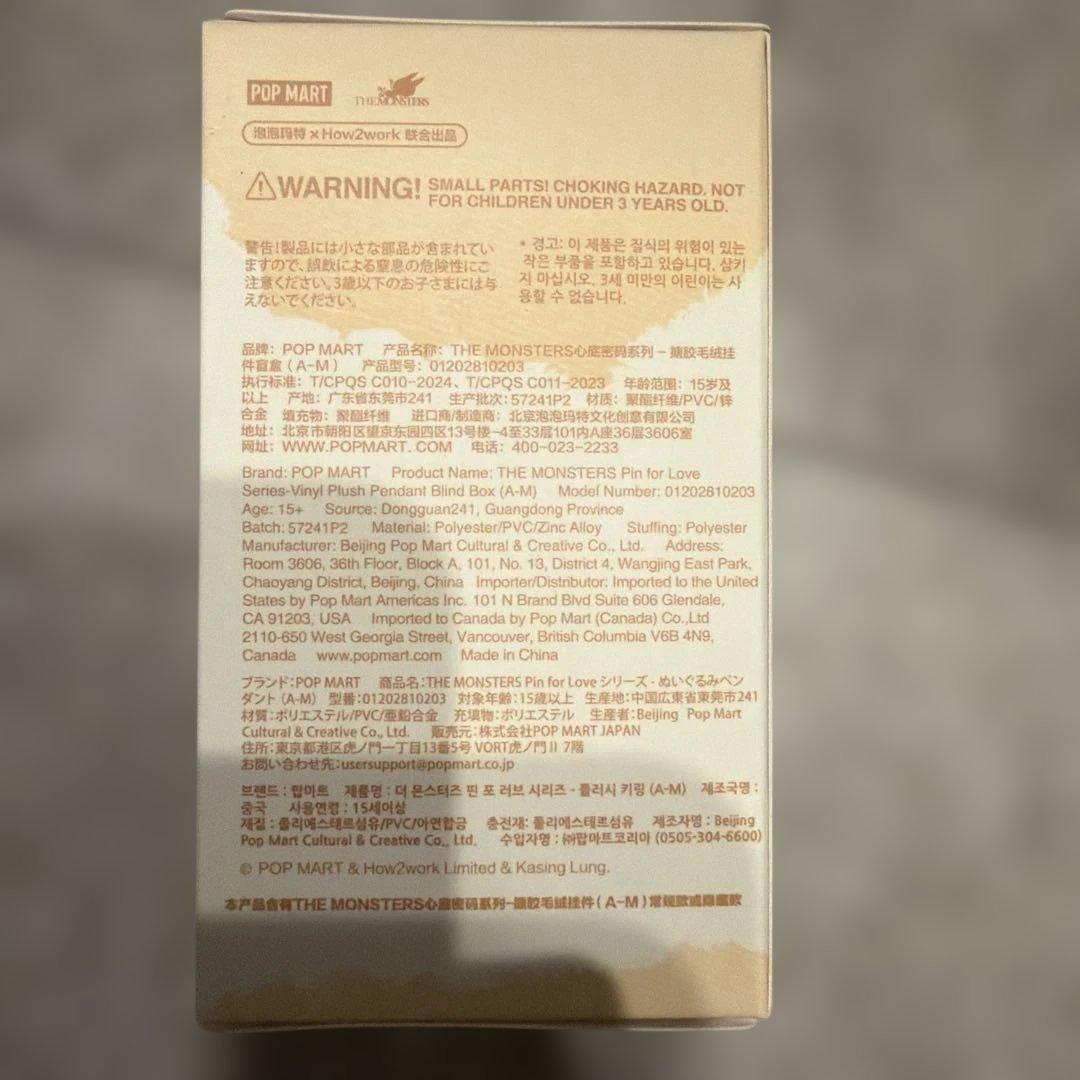 POP MART
THE MONSTERS
泡泡玛特 × How2work 联合出品
WARNING! SMALL PARTS! CHOKING HAZARD. NOT
FOR CHILDREN UNDER 3 YEARS OLD.
警告!製品には小さな部品が含まれてい
ますので、誤飲による窒息の危険性にご
注意ください。3歳以下のお子さまには与
えないでください。
* 경고: 이 제품은 질식의 위험이 있는
작은 부품을 포함하고 있습니다. 삼키
지 마십시오. 3세 미만의 어린이는 사
용할 수 없습니다.
品牌: POP MART 产品名称: THE MONSTERS心底密码系列 - 搪胶毛绒挂
件盲盒 (A-M) 产品型号: 01202810203
执行标准: T/CPQS C010-2024、T/CPQS C011-2023 年龄范围: 15岁及
以上 产地: 广东省东莞市241 生产批次: 57241P2 材质: 聚酯纤维/PVC/锌
合金 填充物: 聚酯纤维 进口商/制造商: 北京泡泡玛特文化创意有限公司
地址: 北京市朝阳区望京东园四区13号楼-4至33层101内A座36层3606室
网址: WWW.POPMART. COM 电话: 400-023-2233
Brand: POP MART Product Name: THE MONSTERS Pin for Love
Series-Vinyl Plush Pendant Blind Box (A-M) Model Number: 01202810203
Age: 15+ Source: Dongguan241, Guangdong Province
Batch: 57241P2 Material: Polyester/PVC/Zinc Alloy Stuffing: Polyester
Manufacturer: Beijing Pop Mart Cultural & Creative Co., Ltd. Address:
Room 3606, 36th Floor, Block A, 101, No. 13, District 4, Wangjing East Park,
Chaoyang District, Beijing, China Importer/Distributor: Imported to the United
States by Pop Mart Americas Inc. 101 N Brand Blvd Suite 606 Glendale,
CA 91203, USA Imported to Canada by Pop Mart (Canada) Co.,Ltd
2110-650 West Georgia Street, Vancouver, British Columbia V6B 4N9,
Canada www.popmart.com Made in China
ブランド:POP MART 商品名:THE MONSTERS Pin for Love シリーズ - ぬいぐるみペン
ダント (A-M) 型番:01202810203 対象年齢:15歳以上 生産地:中国広東省東莞市241
材質:ポリエステル/PVC/亜鉛合金 充填物:ポリエステル 生産者:Beijing Pop Mart
Cultural & Creative Co., Ltd. 販売元:株式会社POP MART JAPAN
住所:東京都港区虎ノ門一丁目13番5号 VORT虎ノ門Ⅱ 7階
お問い合わせ先:usersupport@popmart.co.jp
브랜드 : 팝마트 제품명 : 더 몬스터즈 핀 포 러브 시리즈 - 플러시 키링 (A-M) 제조국명 :
중국 사용연령 : 15세이상
재질 : 폴리에스테르섬유/PVC/아연합금 충전재: 폴리에스테르섬유 제조자명 : Beijing
Pop Mart Cultural & Creative Co., Ltd. 수입자명 : ㈜팝마트코리아 (0505-304-6600)
© POP MART & How2work Limited & Kasing Lung.
本产品含有THE MONSTERS心底密码系列-搪胶毛绒挂件(A-M)常规款或隐藏款